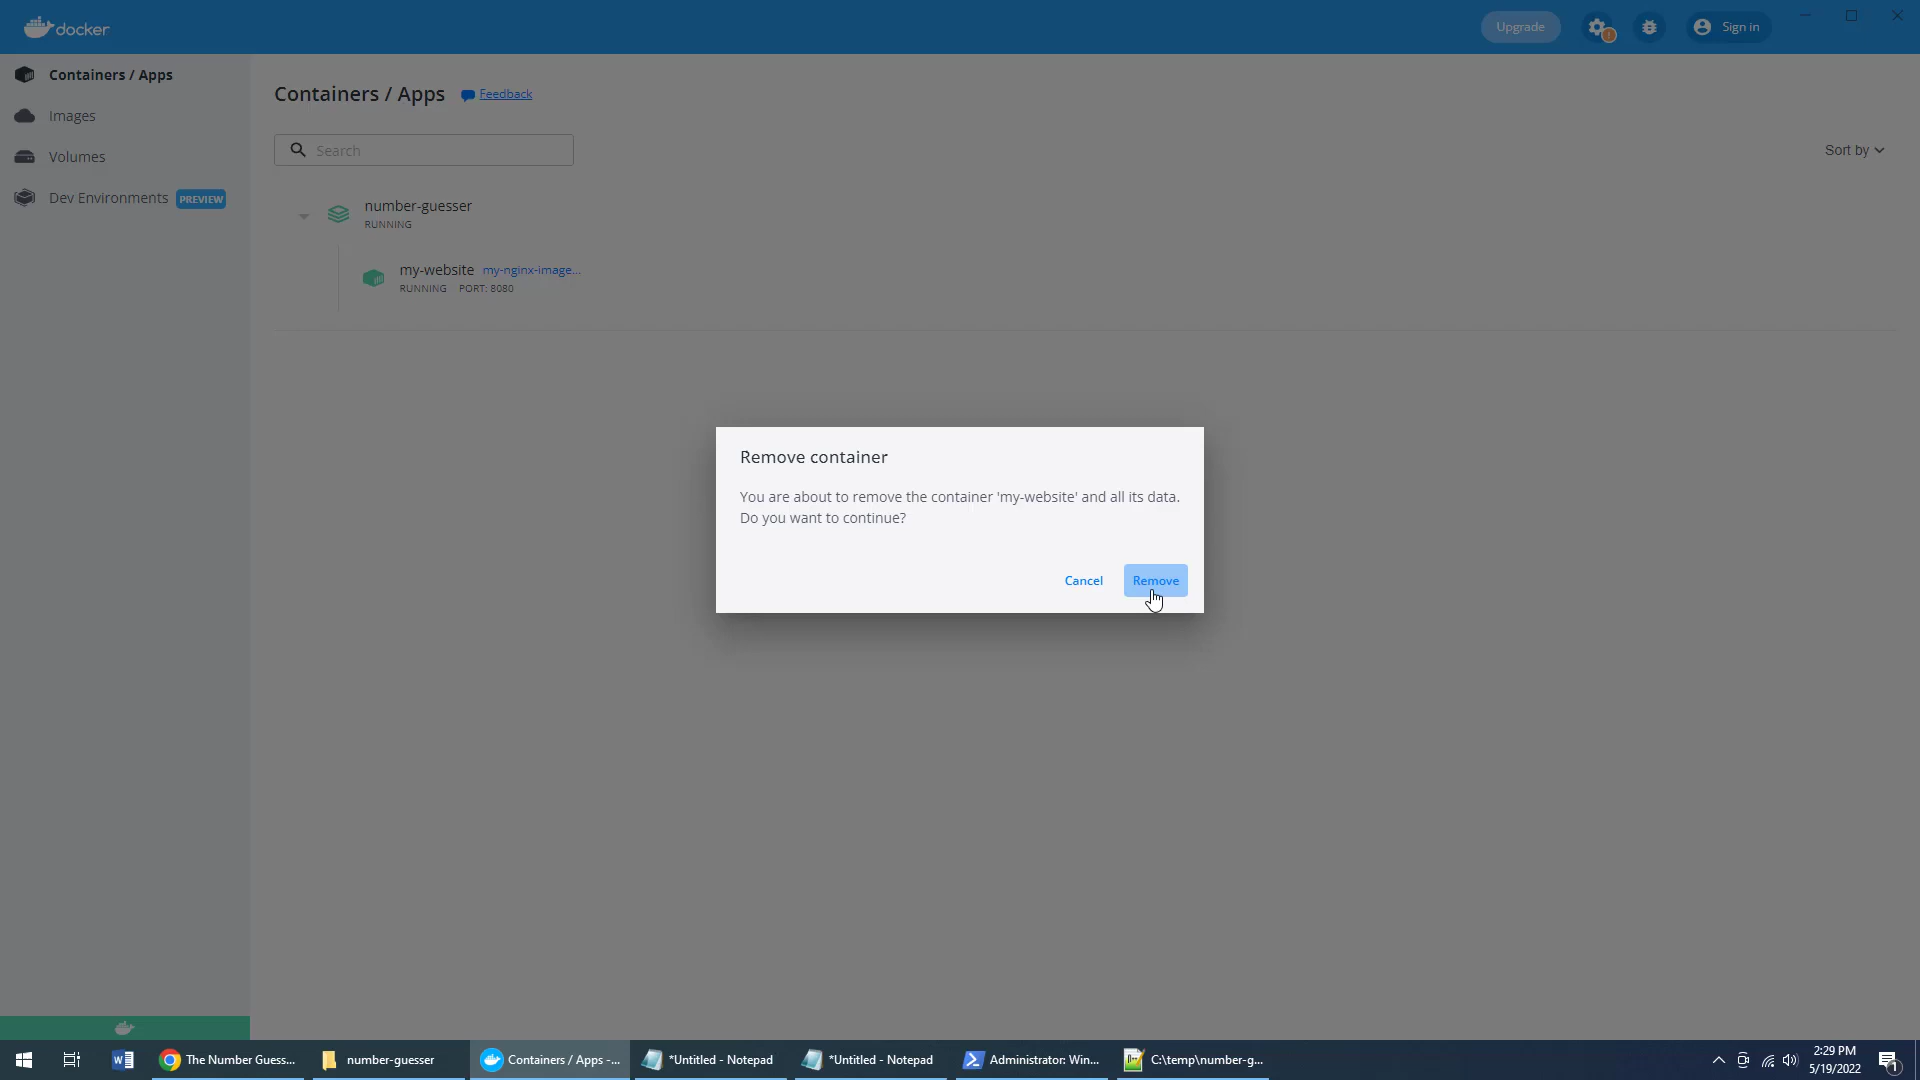 docker
Upgrade
!
Sign in
Containers / Apps
Images
Volumes
Dev Environments PREVIEW
Containers / Apps
Feedback
Search
Sort by
number-guesser
RUNNING
my-website my-nginx-image...
RUNNING PORT: 8080
Remove container
You are about to remove the container 'my-website' and all its data.
Do you want to continue?
Cancel
Remove
W
The Number Guess...
number-guesser
Containers / Apps -...
*Untitled - Notepad
*Untitled - Notepad
Administrator: Win...
C:\temp\number-g...
2:29 PM
5/19/2022
1